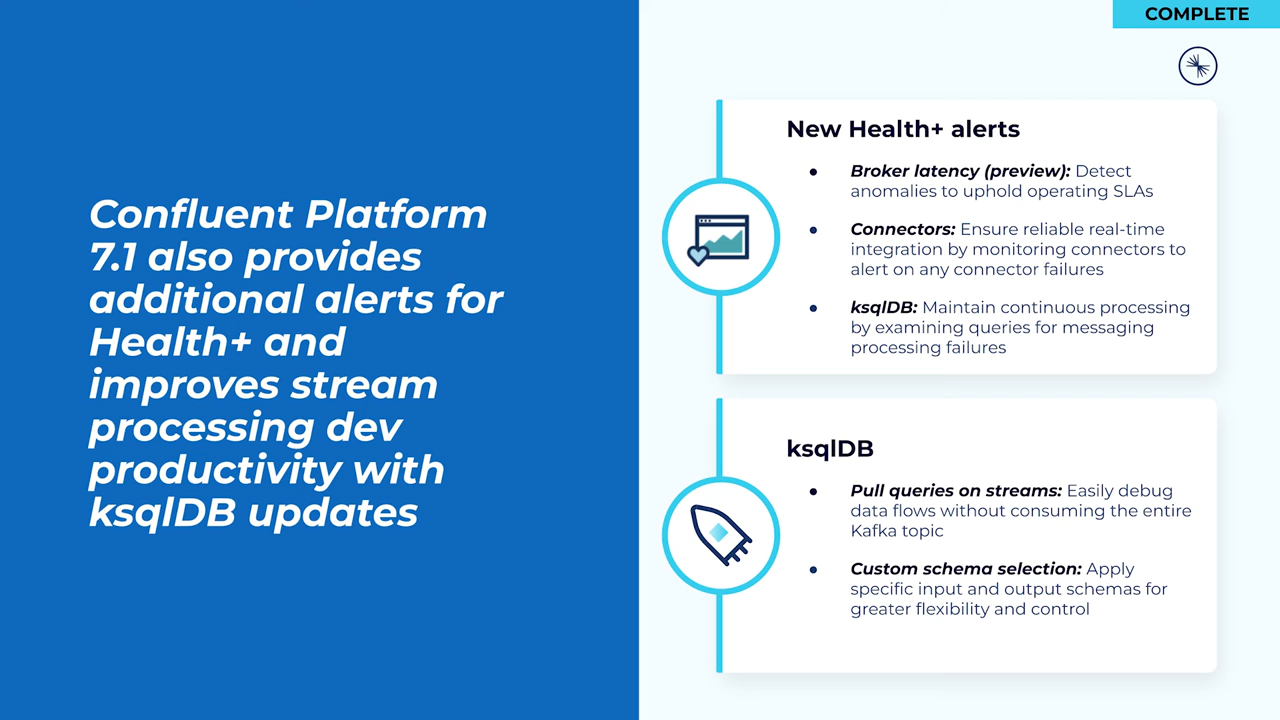 COMPLETE
Confluent Platform
7.1 also provides
additional alerts for
Health+ and
improves stream
processing dev
productivity with
ksqlDB updates
New Health+ alerts
● Broker latency (preview): Detect
anomalies to uphold operating SLAs
● Connectors: Ensure reliable real-time
integration by monitoring connectors to
alert on any connector failures
● ksqlDB: Maintain continuous processing
by examining queries for messaging
processing failures
ksqlDB
● Pull queries on streams: Easily debug
data flows without consuming the entire
Kafka topic
● Custom schema selection: Apply
specific input and output schemas for
greater flexibility and control